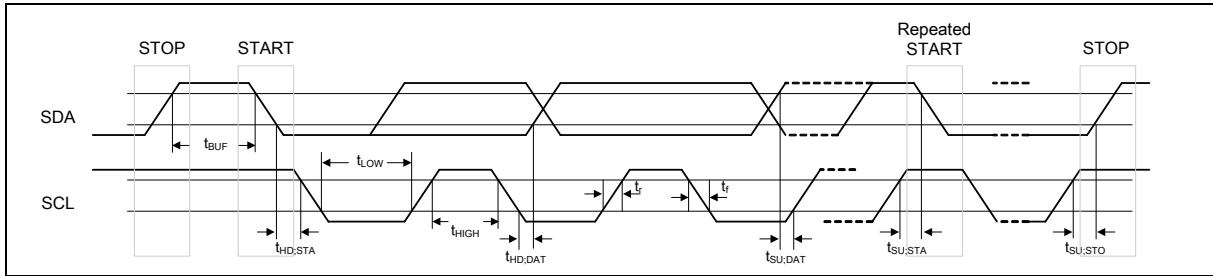 STOP
START
Repeated
START
STOP
SDA
tBUF
tLOW
tr
tf
SCL
tHD;STA
tHIGH
tHD;DAT
tSU;DAT
tSU;STA
tSU;STO